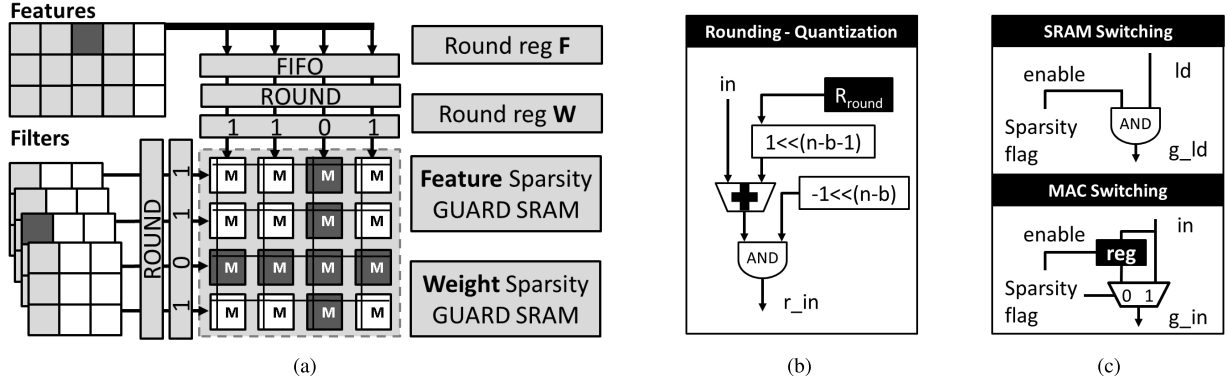 Features
FIFO
ROUND
1 1 0 1
Filters
ROUND
1
1
0
1
M M M M
M M M M
M M M M
M M M M
Round reg F
Round reg W
Feature Sparsity
GUARD SRAM
Weight Sparsity
GUARD SRAM
(a)
Rounding - Quantization
in
Rround
1<<(n-b-1)
-1<<(n-b)
AND
r_in
(b)
SRAM Switching
enable
ld
Sparsity
flag
AND
g_ld
MAC Switching
in
enable
reg
Sparsity
flag
0 1
g_in
(c)